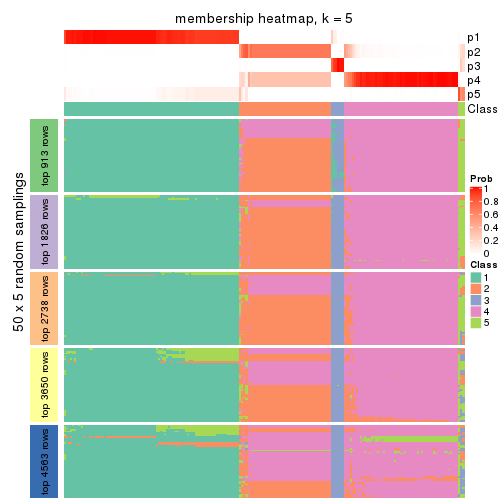 membership heatmap, k = 5
p1
p2
p3
p4
p5
Class
50 x 5 random samplings
top 913 rows
top 1826 rows
top 2738 rows
top 3650 rows
top 4563 rows
Prob
1
0.8
0.6
0.4
0.2
0
Class
1
2
3
4
5